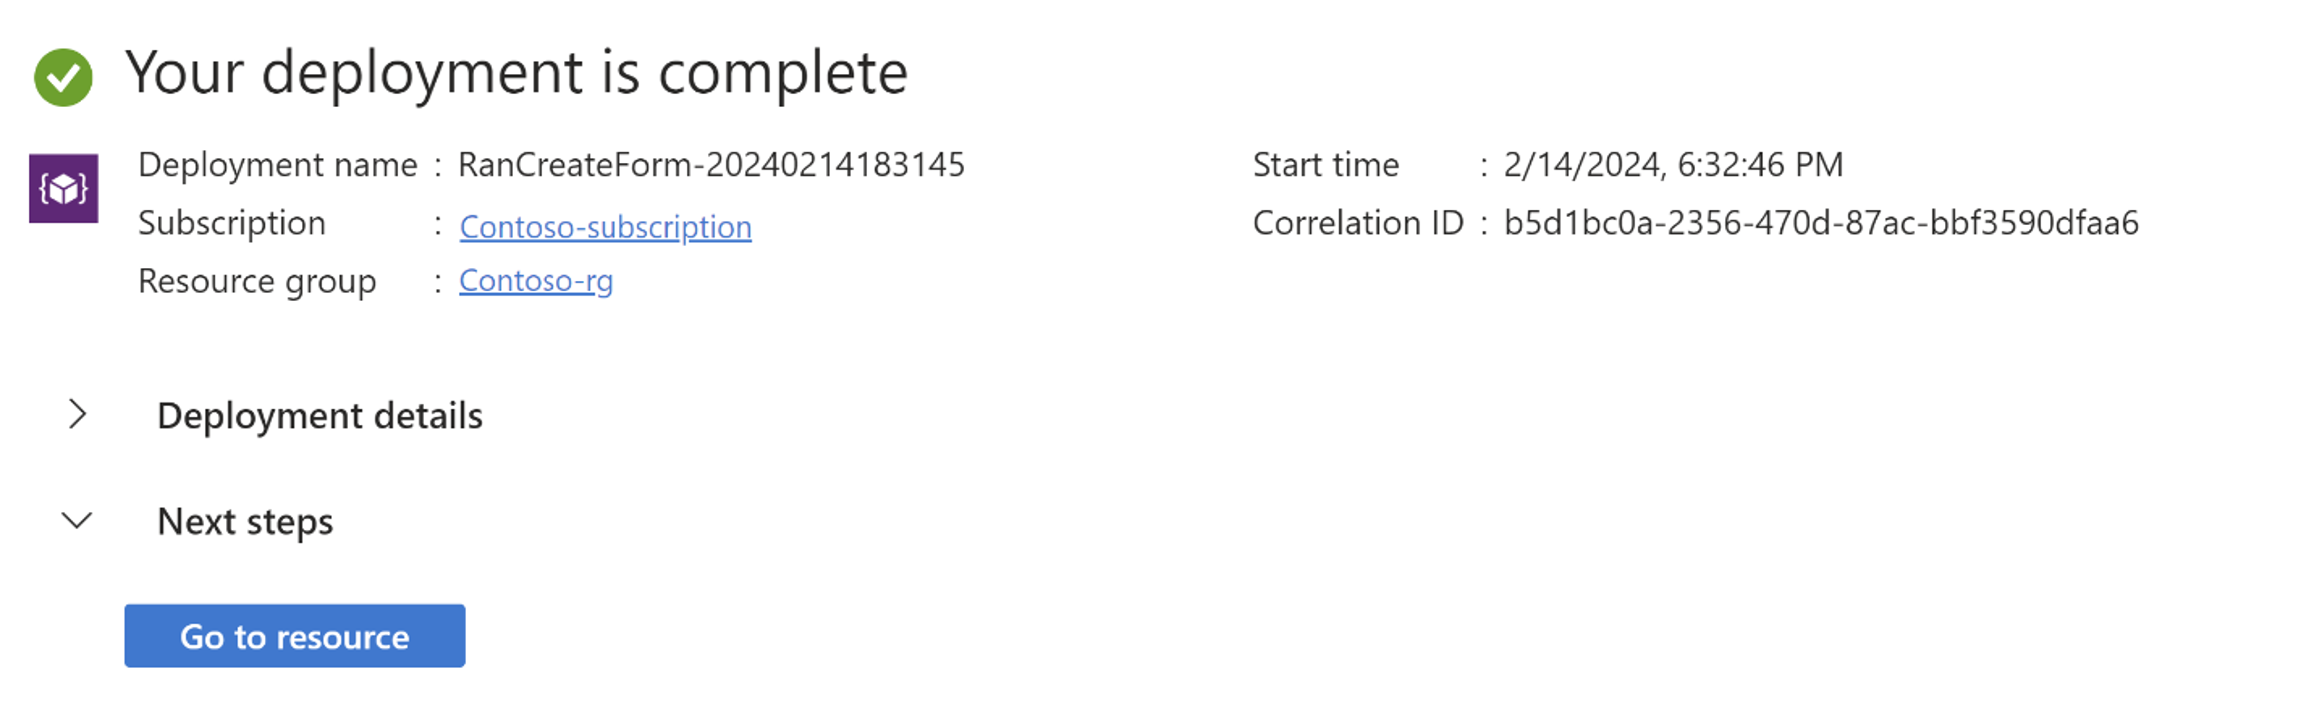 Your deployment is complete
Deployment name : RanCreateForm-20240214183145
Subscription : Contoso-subscription
Resource group : Contoso-rg
Start time : 2/14/2024, 6:32:46 PM
Correlation ID : b5d1bc0a-2356-470d-87ac-bbf3590dfaa6
Deployment details
Next steps
Go to resource